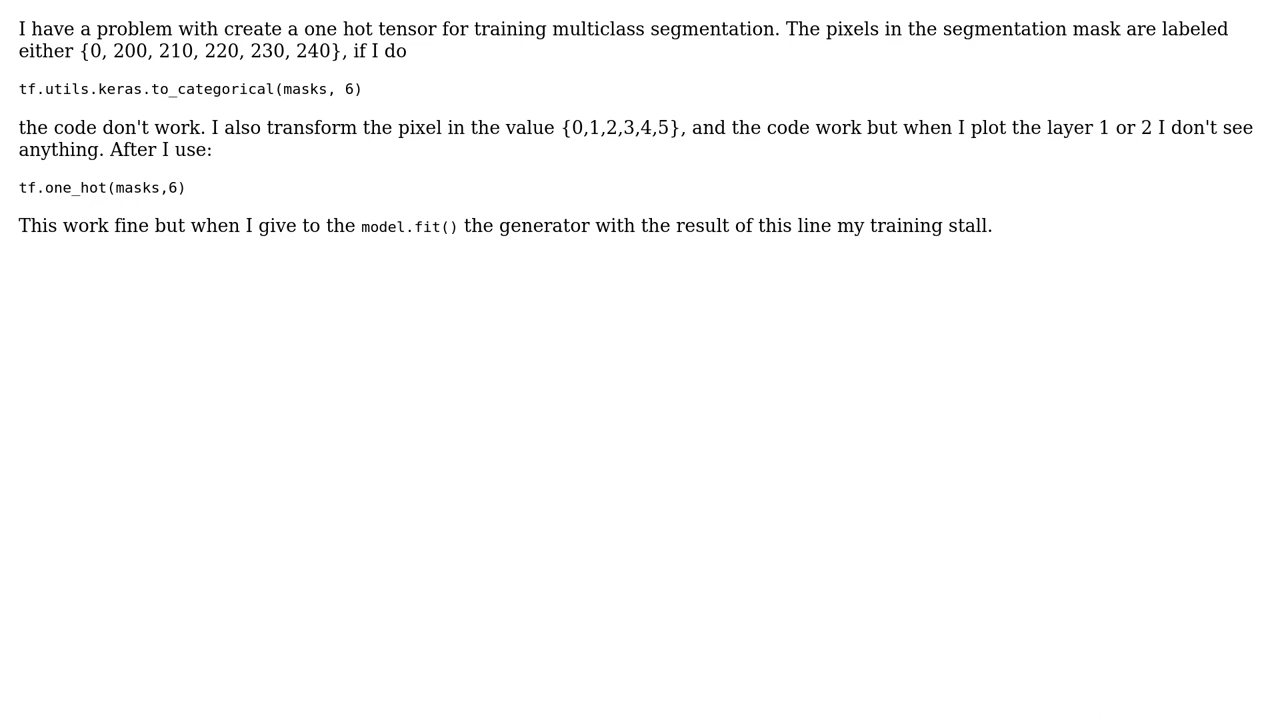 I have a problem with create a one hot tensor for training multiclass segmentation. The pixels in the segmentation mask are labeled
either {0, 200, 210, 220, 230, 240}, if I do
tf.utils.keras.to_categorical(masks, 6)
the code don't work. I also transform the pixel in the value {0,1,2,3,4,5}, and the code work but when I plot the layer 1 or 2 I don't see
anything. After I use:
tf.one_hot(masks,6)
This work fine but when I give to the model.fit() the generator with the result of this line my training stall.